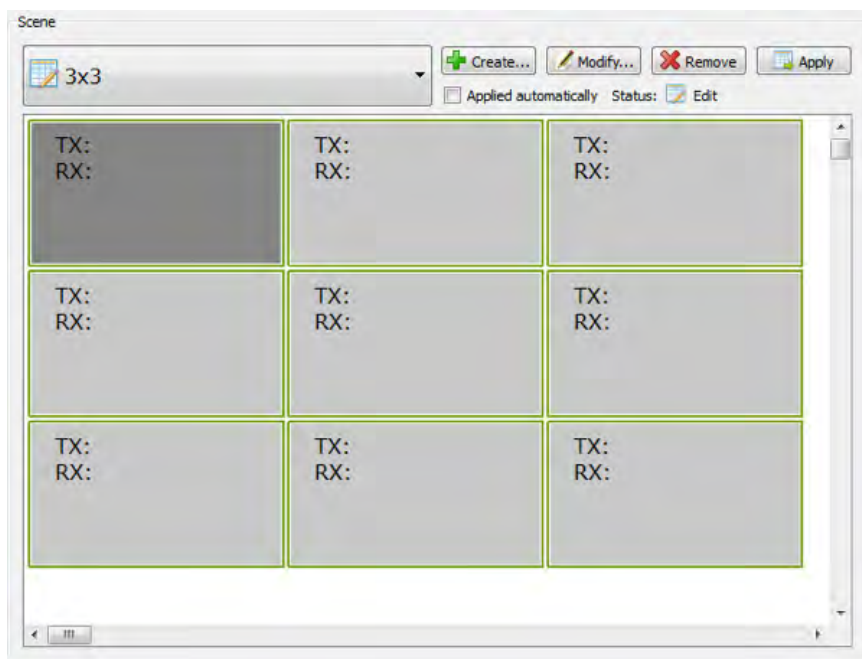 Scene
3x3
Create... Modify... Remove Apply
Applied automatically Status: Edit
TX: TX: TX:
RX: RX: RX:
TX: TX: TX:
RX: RX: RX:
TX: TX: TX:
RX: RX: RX: